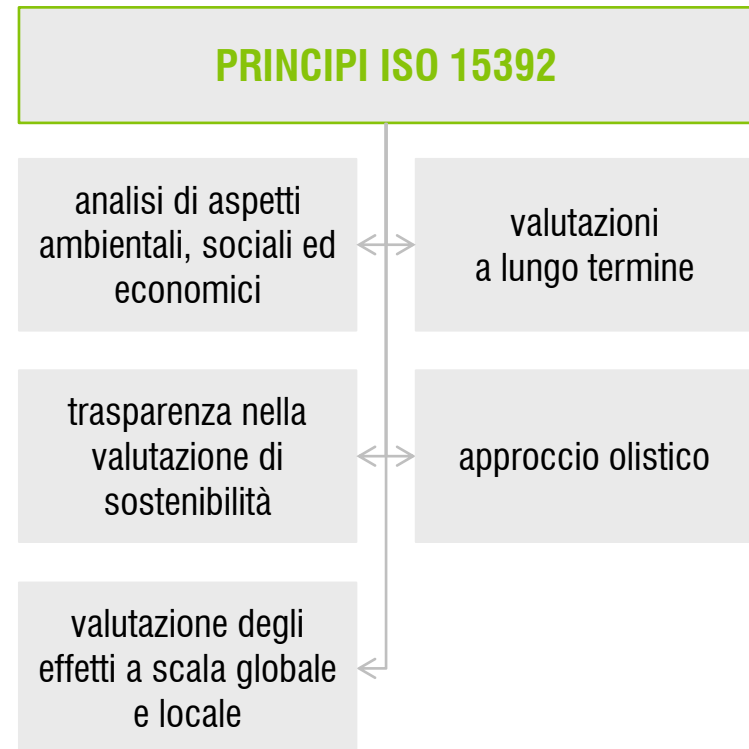 PRINCIPI ISO 15392
analisi di aspetti
ambientali, sociali ed
economici
valutazioni
a lungo termine
trasparenza nella
valutazione di
sostenibilità
approccio olistico
valutazione degli
effetti a scala globale
e locale